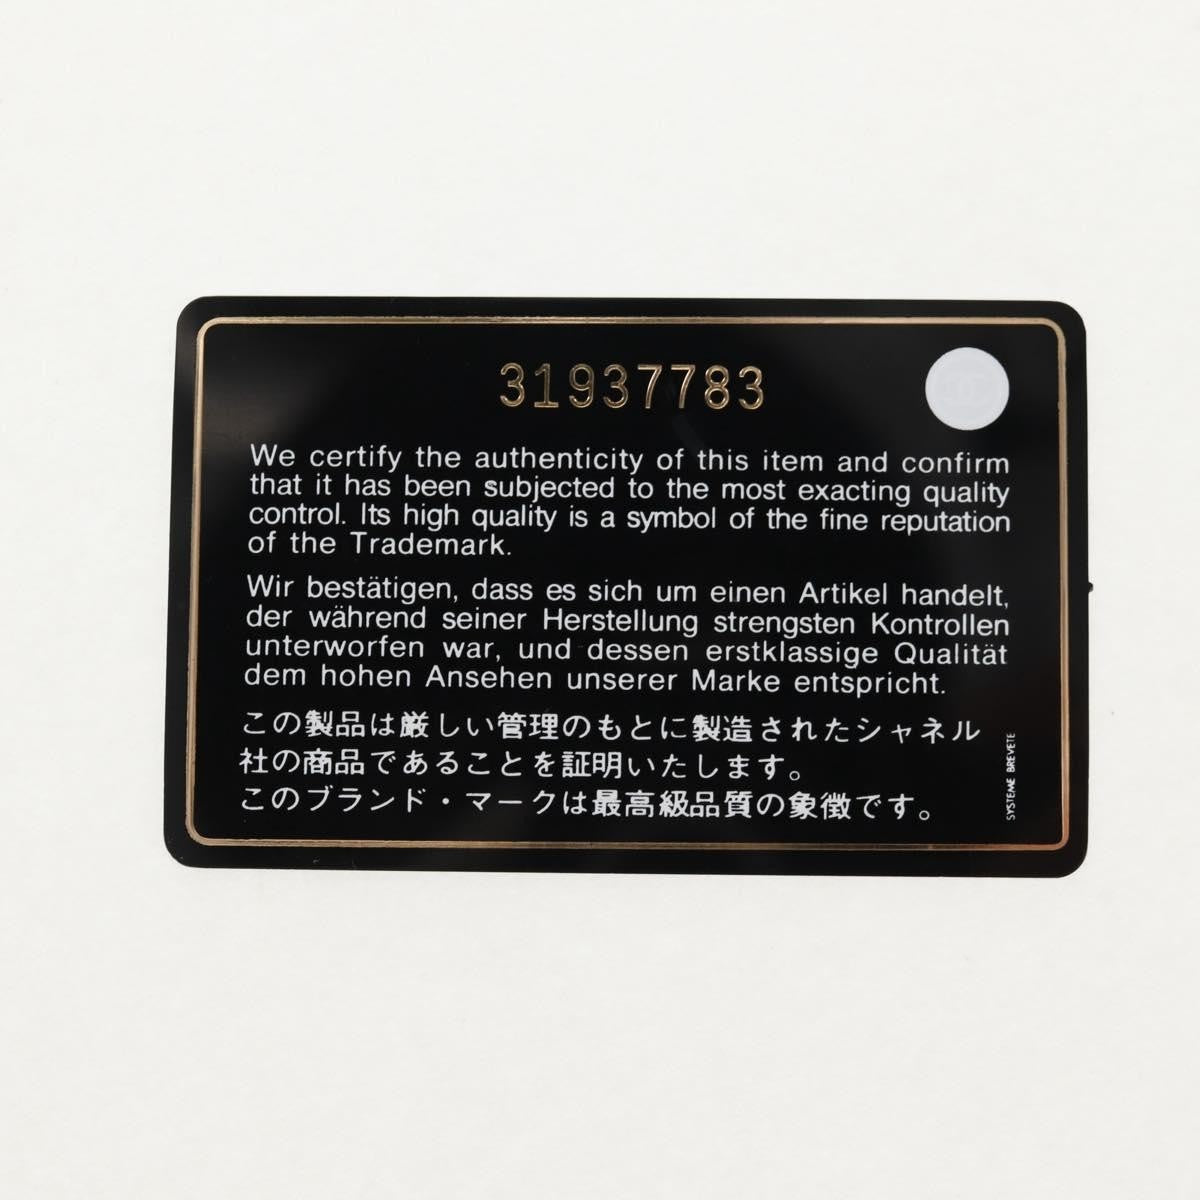 31937783
We certify the authenticity of this item and confirm
that it has been subjected to the most exacting quality
control. Its high quality is a symbol of the fine reputation
of the Trademark.
Wir bestätigen, dass es sich um einen Artikel handelt,
der während seiner Herstellung strengsten Kontrollen
unterworfen war, und dessen erstklassige Qualität
dem hohen Ansehen unserer Marke entspricht.
この製品は厳しい管理のもとに製造されたシャネル
社の商品であることを証明いたします。
このブランド・マークは最高級品質の象徴です。
SYSTEME BREVETE